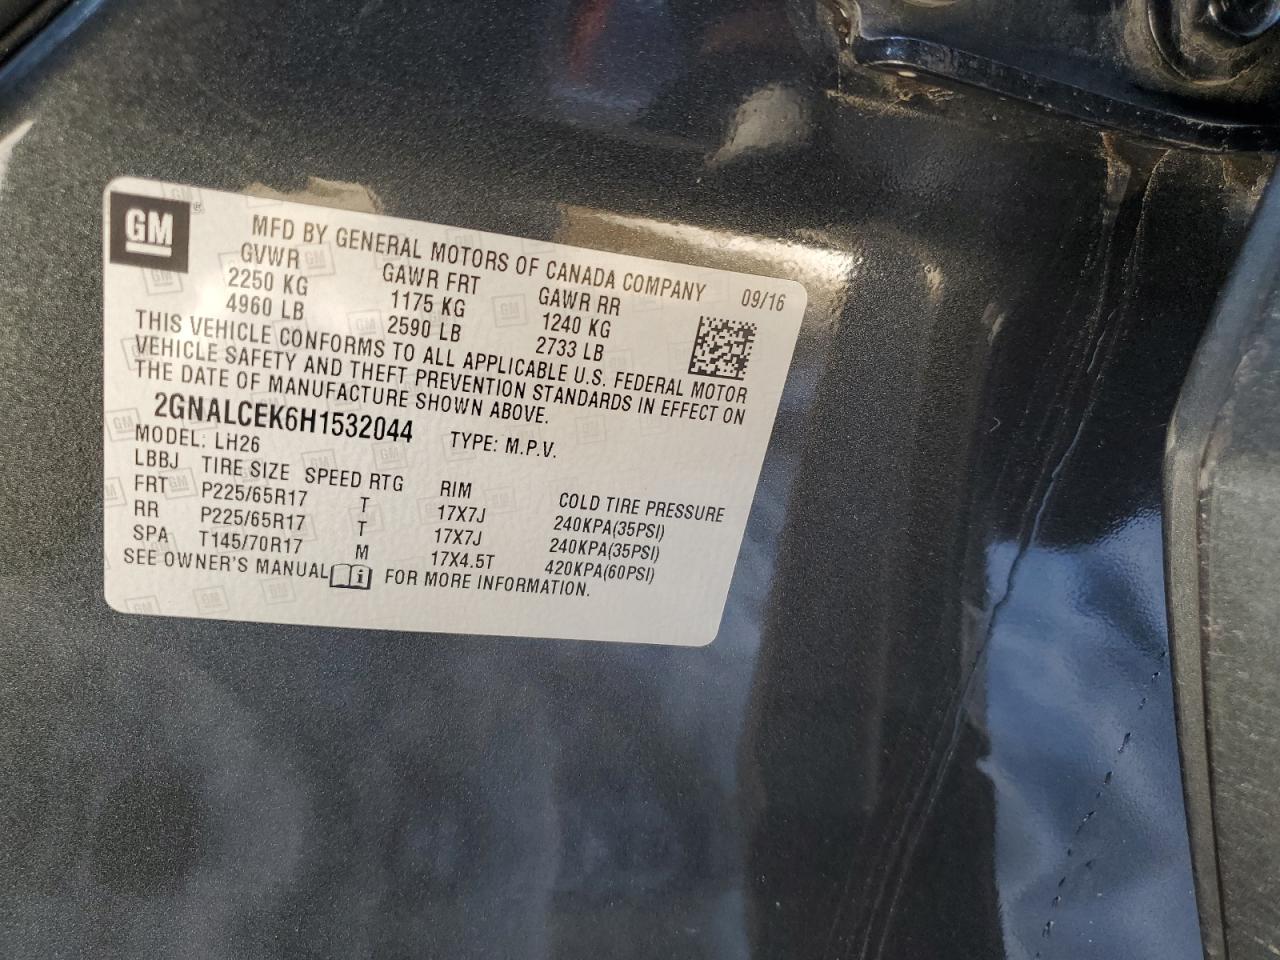 GM
MFD BY GENERAL MOTORS OF CANADA COMPANY 09/16
GVWR GAWR FRT GAWR RR
2250 KG 1175 KG 1240 KG
4960 LB 2590 LB 2733 LB
THIS VEHICLE CONFORMS TO ALL APPLICABLE U.S. FEDERAL MOTOR
VEHICLE SAFETY AND THEFT PREVENTION STANDARDS IN EFFECT ON
THE DATE OF MANUFACTURE SHOWN ABOVE.
2GNALCEK6H1532044 TYPE: M.P.V.
MODEL: LH26
LBBJ TIRE SIZE SPEED RTG RIM COLD TIRE PRESSURE
FRT P225/65R17 T 17X7J 240KPA(35PSI)
RR P225/65R17 T 17X7J 240KPA(35PSI)
SPA T145/70R17 M 17X4.5T 420KPA(60PSI)
SEE OWNER'S MANUAL i FOR MORE INFORMATION.